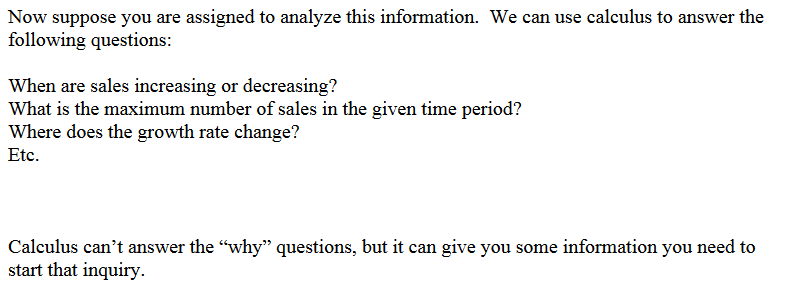 Now suppose you are assigned to analyze this information.  We can use calculus to answer the
following questions:
When are sales increasing or decreasing?
What is the maximum number of sales in the given time period?
Where does the growth rate change?
Etc.
Calculus can’t answer the “why” questions, but it can give you some information you need to
start that inquiry.